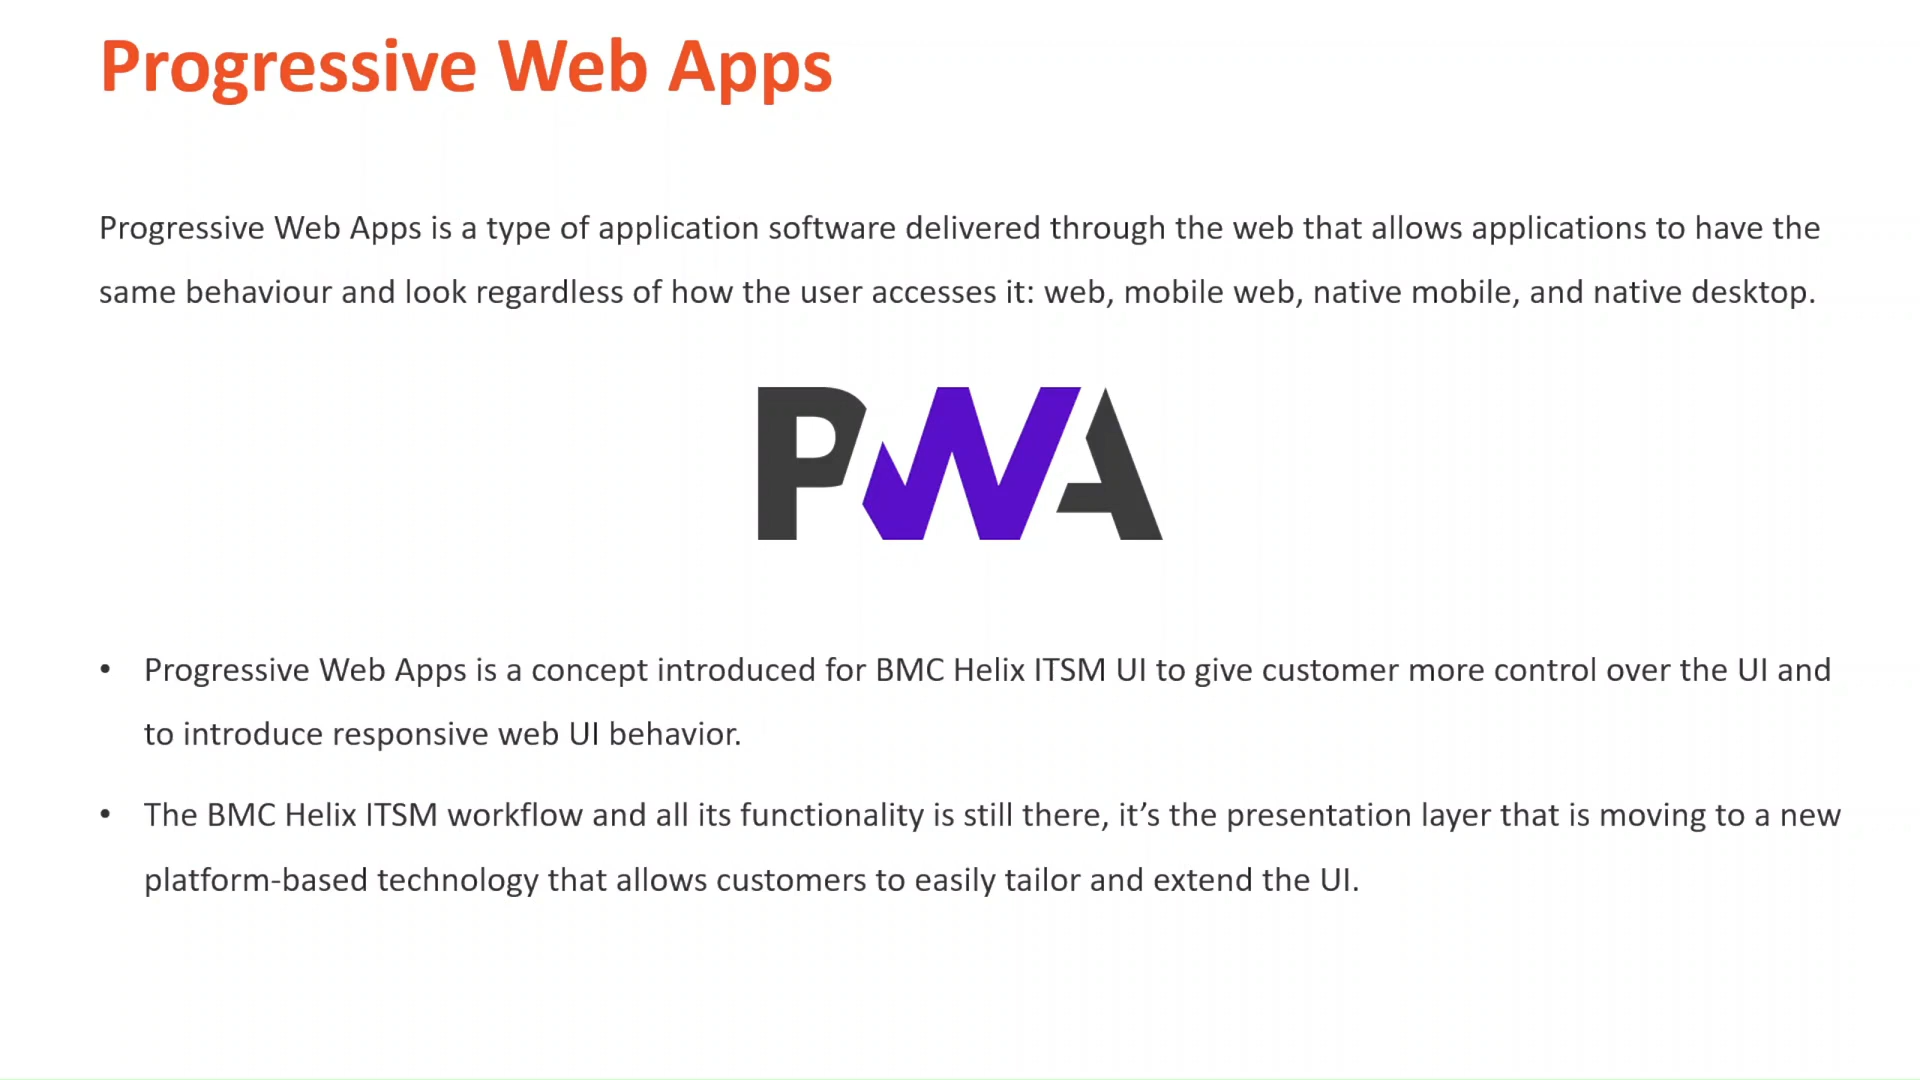 Progressive Web Apps
Progressive Web Apps is a type of application software delivered through the web that allows applications to have the
same behaviour and look regardless of how the user accesses it: web, mobile web, native mobile, and native desktop.
PWA
• Progressive Web Apps is a concept introduced for BMC Helix ITSM UI to give customer more control over the UI and
to introduce responsive web UI behavior.
• The BMC Helix ITSM workflow and all its functionality is still there, it’s the presentation layer that is moving to a new
platform-based technology that allows customers to easily tailor and extend the UI.